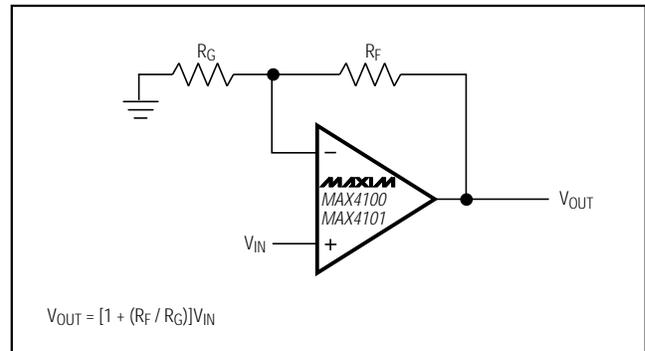 RG
RF
−
MAXIM
MAX4100
MAX4101
VOUT
VIN
+
VOUT = [1 + (RF / RG)]VIN